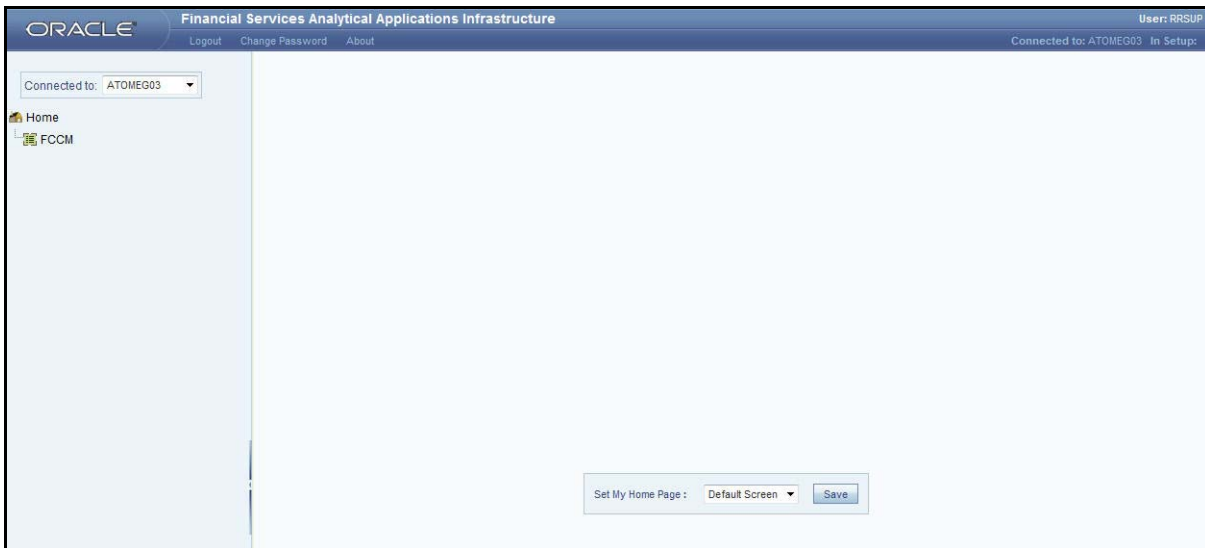 ORACLE
Financial Services Analytical Applications Infrastructure
User: RRSUP
Logout Change Password About
Connected to: ATOMEG03 In Setup:
Connected to: ATOMEG03
Home
FCCM
Set My Home Page : Default Screen Save